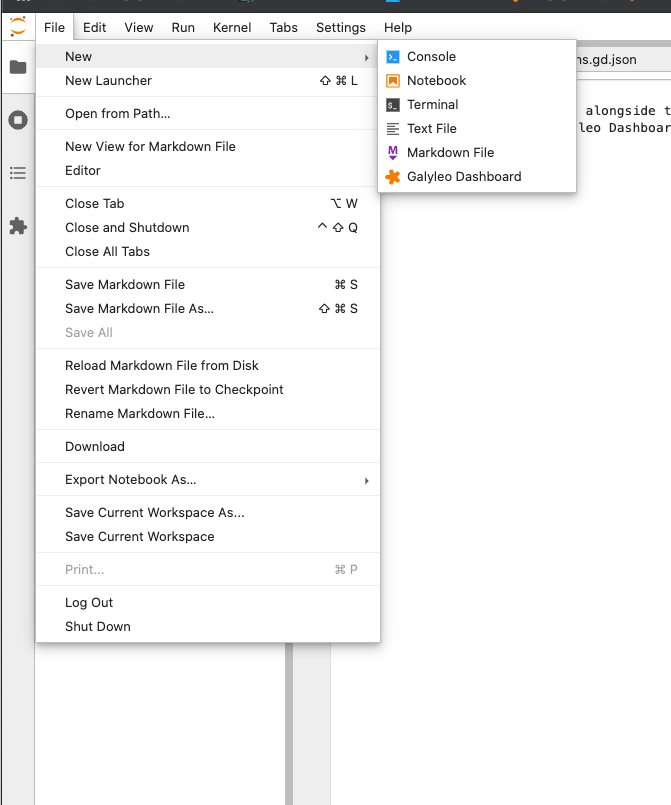 File Edit View Run Kernel Tabs Settings Help
New
New Launcher ⇧ ⌘ L
Open from Path...
New View for Markdown File
Editor
Close Tab ⌥ W
Close and Shutdown ^ ⇧ Q
Close All Tabs
Save Markdown File ⌘ S
Save Markdown File As... ⇧ ⌘ S
Save All
Reload Markdown File from Disk
Revert Markdown File to Checkpoint
Rename Markdown File...
Download
Export Notebook As...
Save Current Workspace As...
Save Current Workspace
Print... ⌘ P
Log Out
Shut Down
Console
Notebook
$_ Terminal
Text File
M Markdown File
Galyleo Dashboard
ns.gd.json
alongside t
leo Dashboar